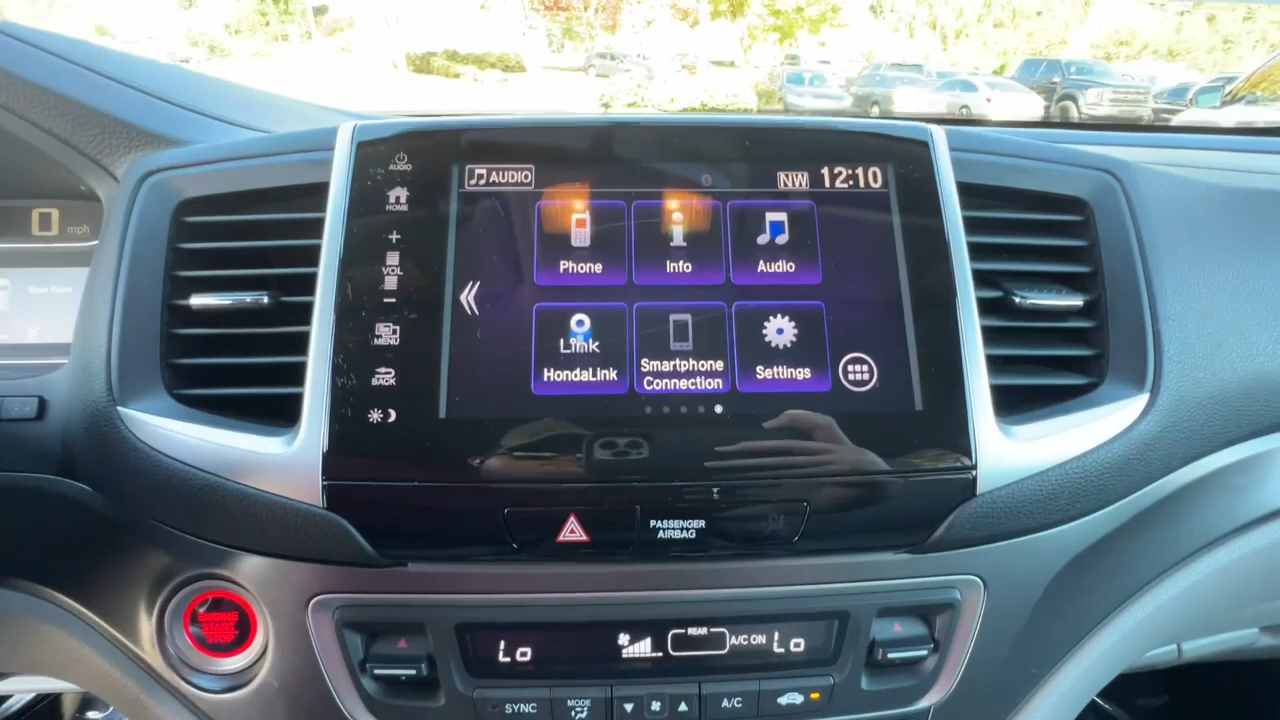 AUDIO
HOME
+
VOL
−
MENU
BACK
AUDIO
NW
12:10
Phone
Info
Audio
Link
HondaLink
Smartphone
Connection
Settings
0 mph
PASSENGER
AIRBAG
ENGINE
START
STOP
Lo
REAR
A/C ON
Lo
SYNC
MODE
A/C